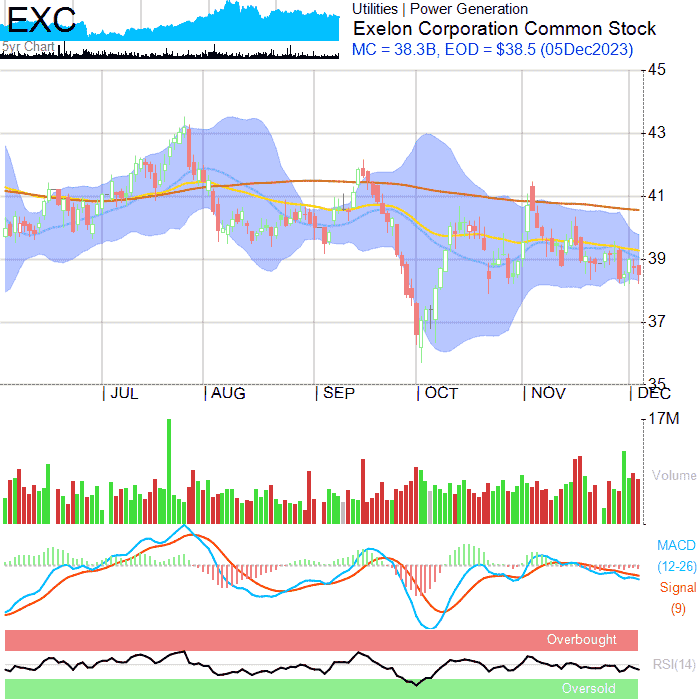 EXC
5yr Chart
Utilities | Power Generation
Exelon Corporation Common Stock
MC = 38.3B, EOD = $38.5 (05Dec2023)
45
43
41
39
37
35
JUL AUG SEP OCT NOV DEC
17M
Volume
MACD
(12-26)
Signal
(9)
Overbought
RSI(14)
Oversold